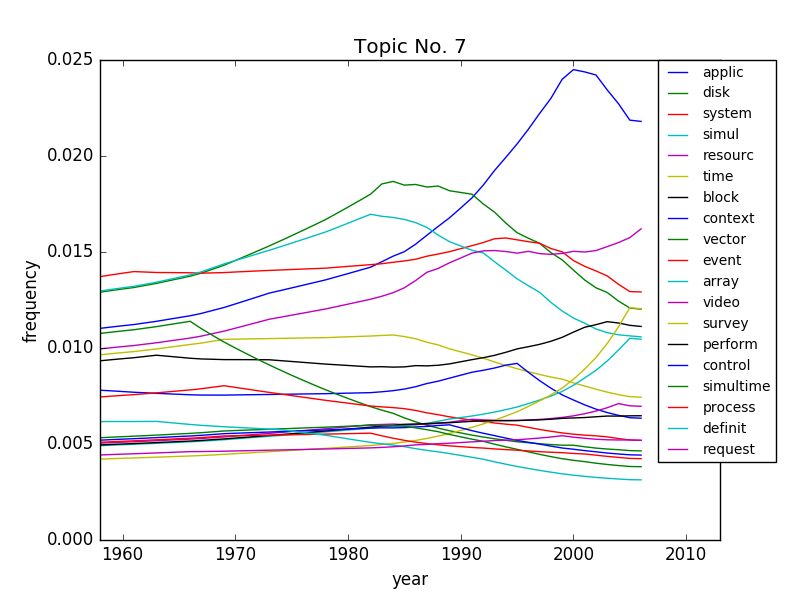 Topic No. 7
0.025
0.020
0.015
0.010
0.005
0.000
frequency
1960 1970 1980 1990 2000 2010
year
applic
disk
system
simul
resourc
time
block
context
vector
event
array
video
survey
perform
control
simultime
process
definit
request